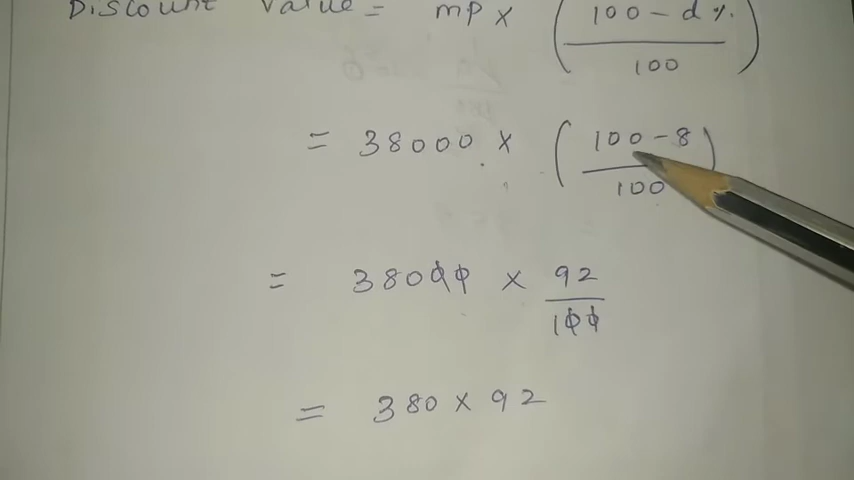 Discount Value = mp x (100 - d% / 100)
= 38000 x (100 - 8 / 100)
= 38000 x 92 / 100
= 380 x 92